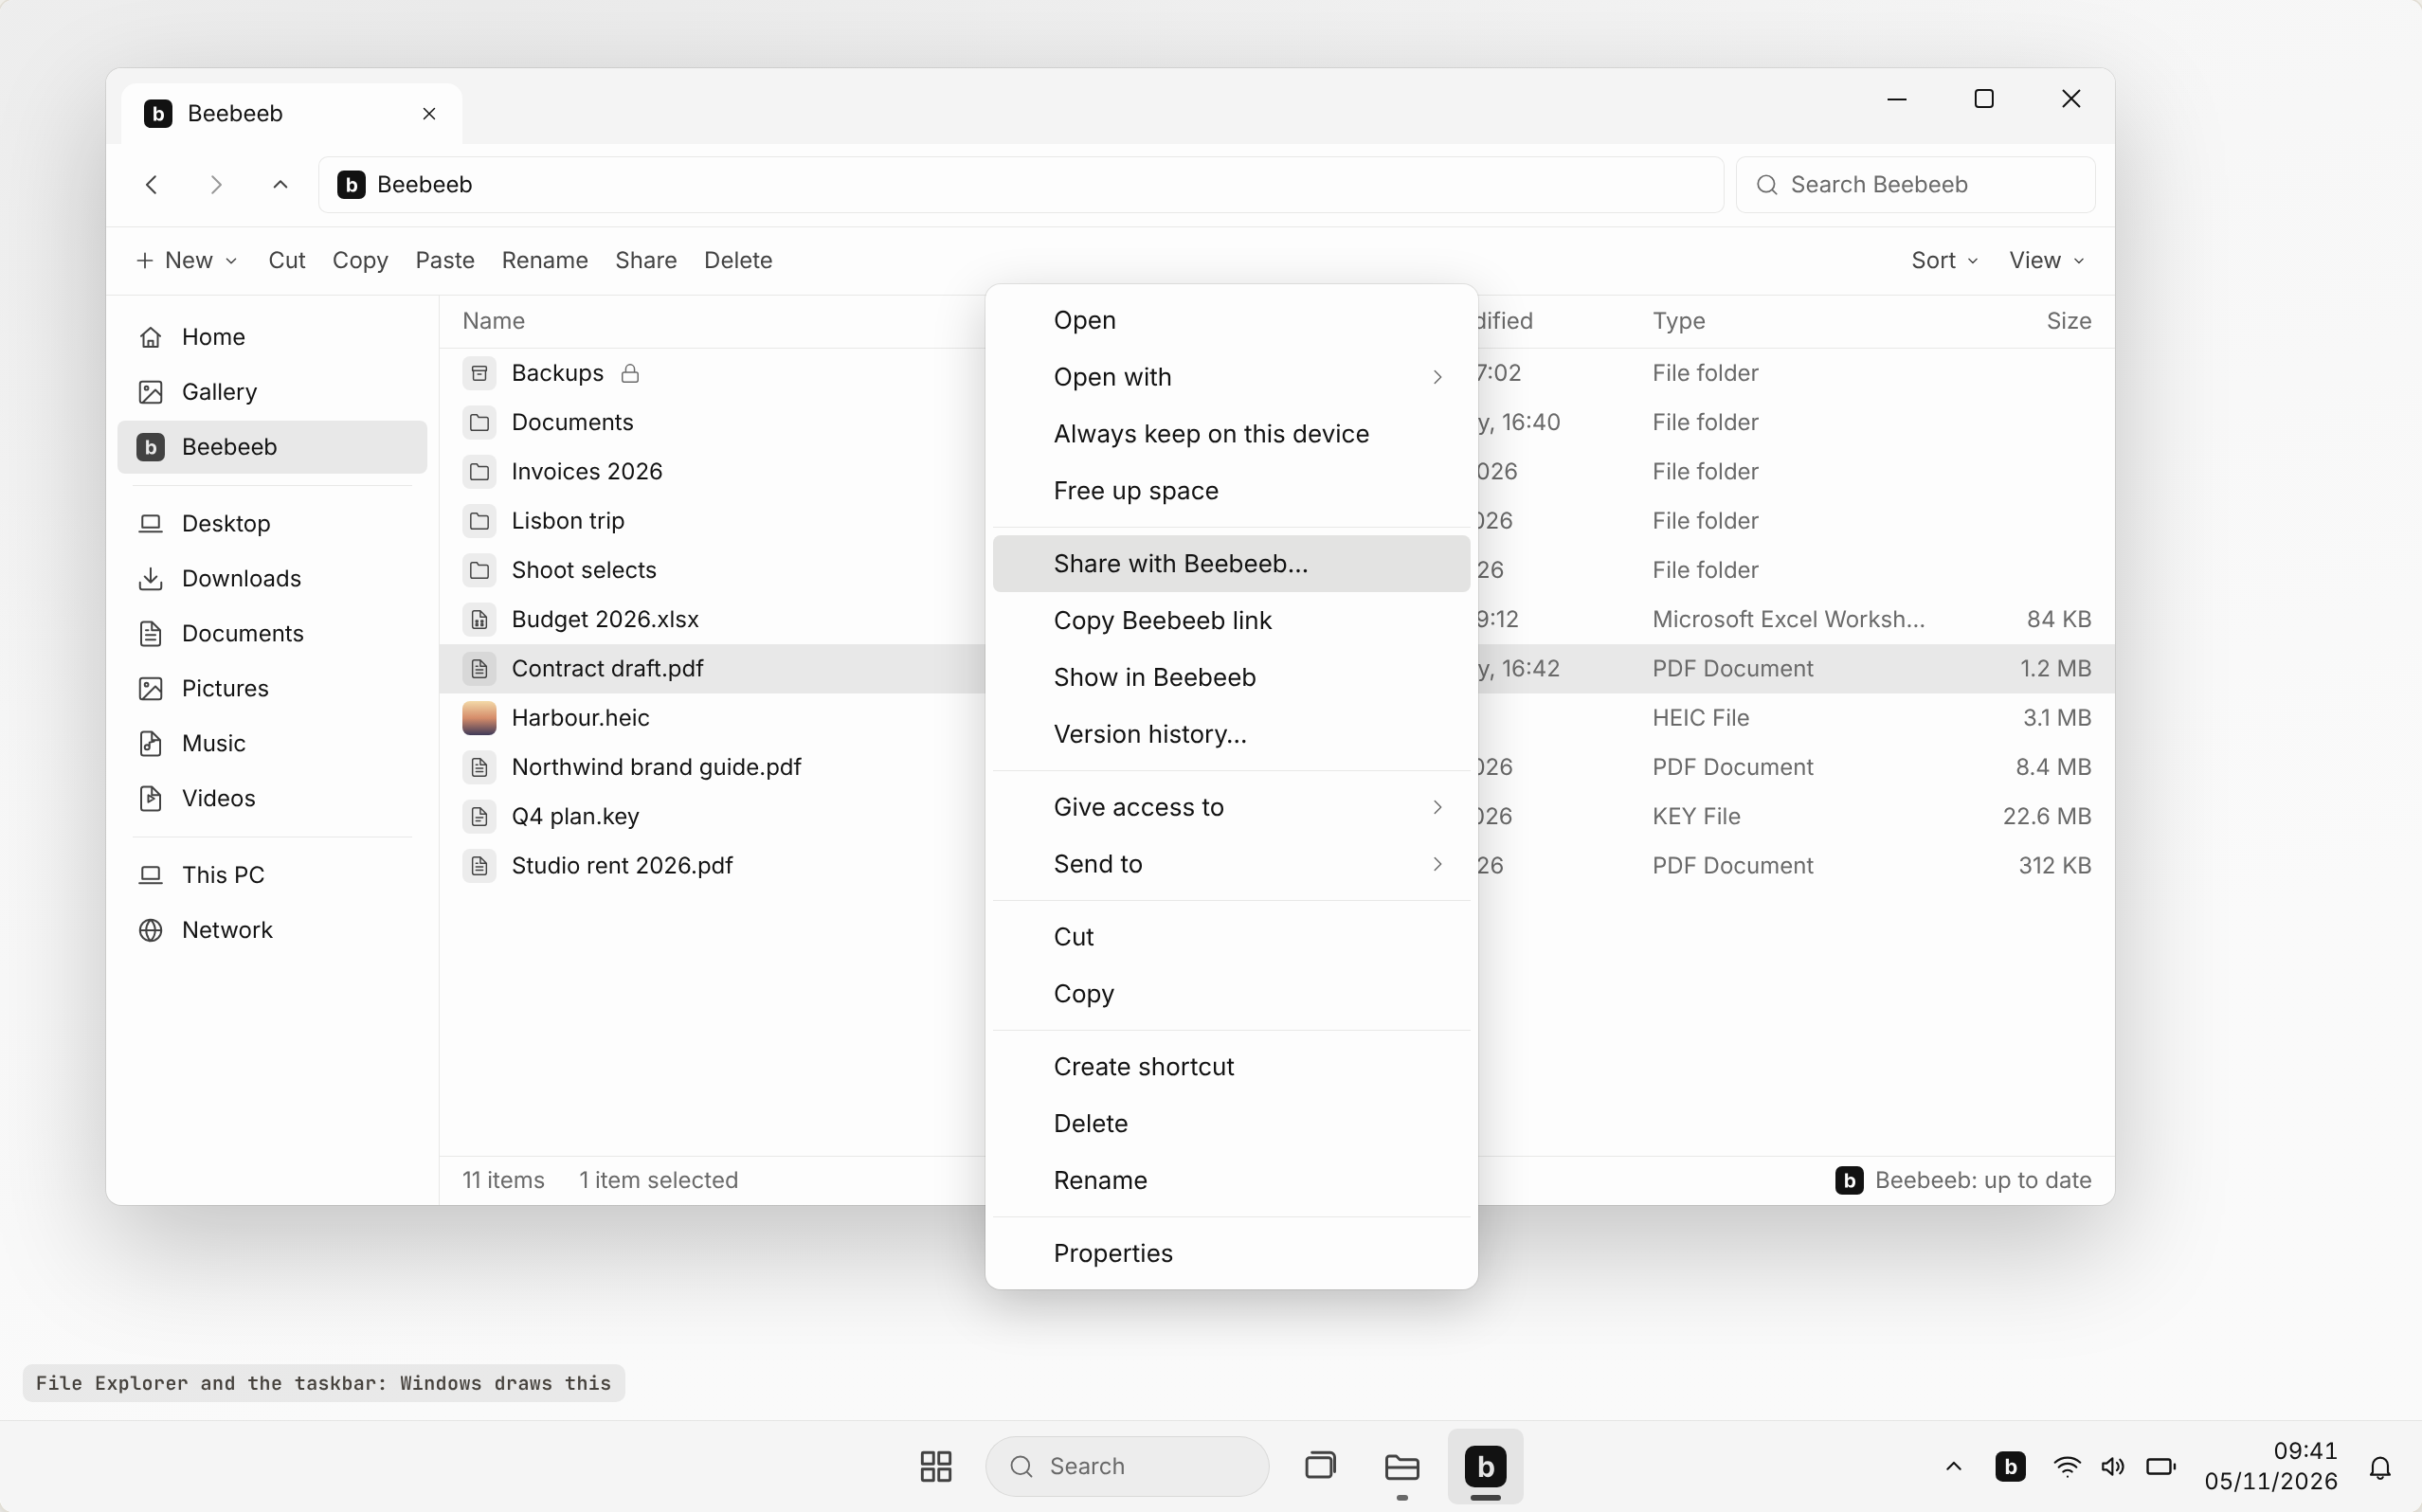 b Beebeeb
b Beebeeb
Search Beebeeb
New Cut Copy Paste Rename Share Delete
Sort View
Name
Type Size
Home
Gallery
b Beebeeb
Desktop
Downloads
Documents
Pictures
Music
Videos
This PC
Network
Backups 7:02 File folder
Documents y, 16:40 File folder
Invoices 2026 026 File folder
Lisbon trip 026 File folder
Shoot selects 26 File folder
Budget 2026.xlsx 9:12 Microsoft Excel Worksh... 84 KB
Contract draft.pdf y, 16:42 PDF Document 1.2 MB
Harbour.heic HEIC File 3.1 MB
Northwind brand guide.pdf 026 PDF Document 8.4 MB
Q4 plan.key 026 KEY File 22.6 MB
Studio rent 2026.pdf 26 PDF Document 312 KB
Open
Open with
Always keep on this device
Free up space
Share with Beebeeb...
Copy Beebeeb link
Show in Beebeeb
Version history...
Give access to
Send to
Cut
Copy
Create shortcut
Delete
Rename
Properties
11 items 1 item selected
b Beebeeb: up to date
File Explorer and the taskbar: Windows draws this
Search
b
b
09:41
05/11/2026